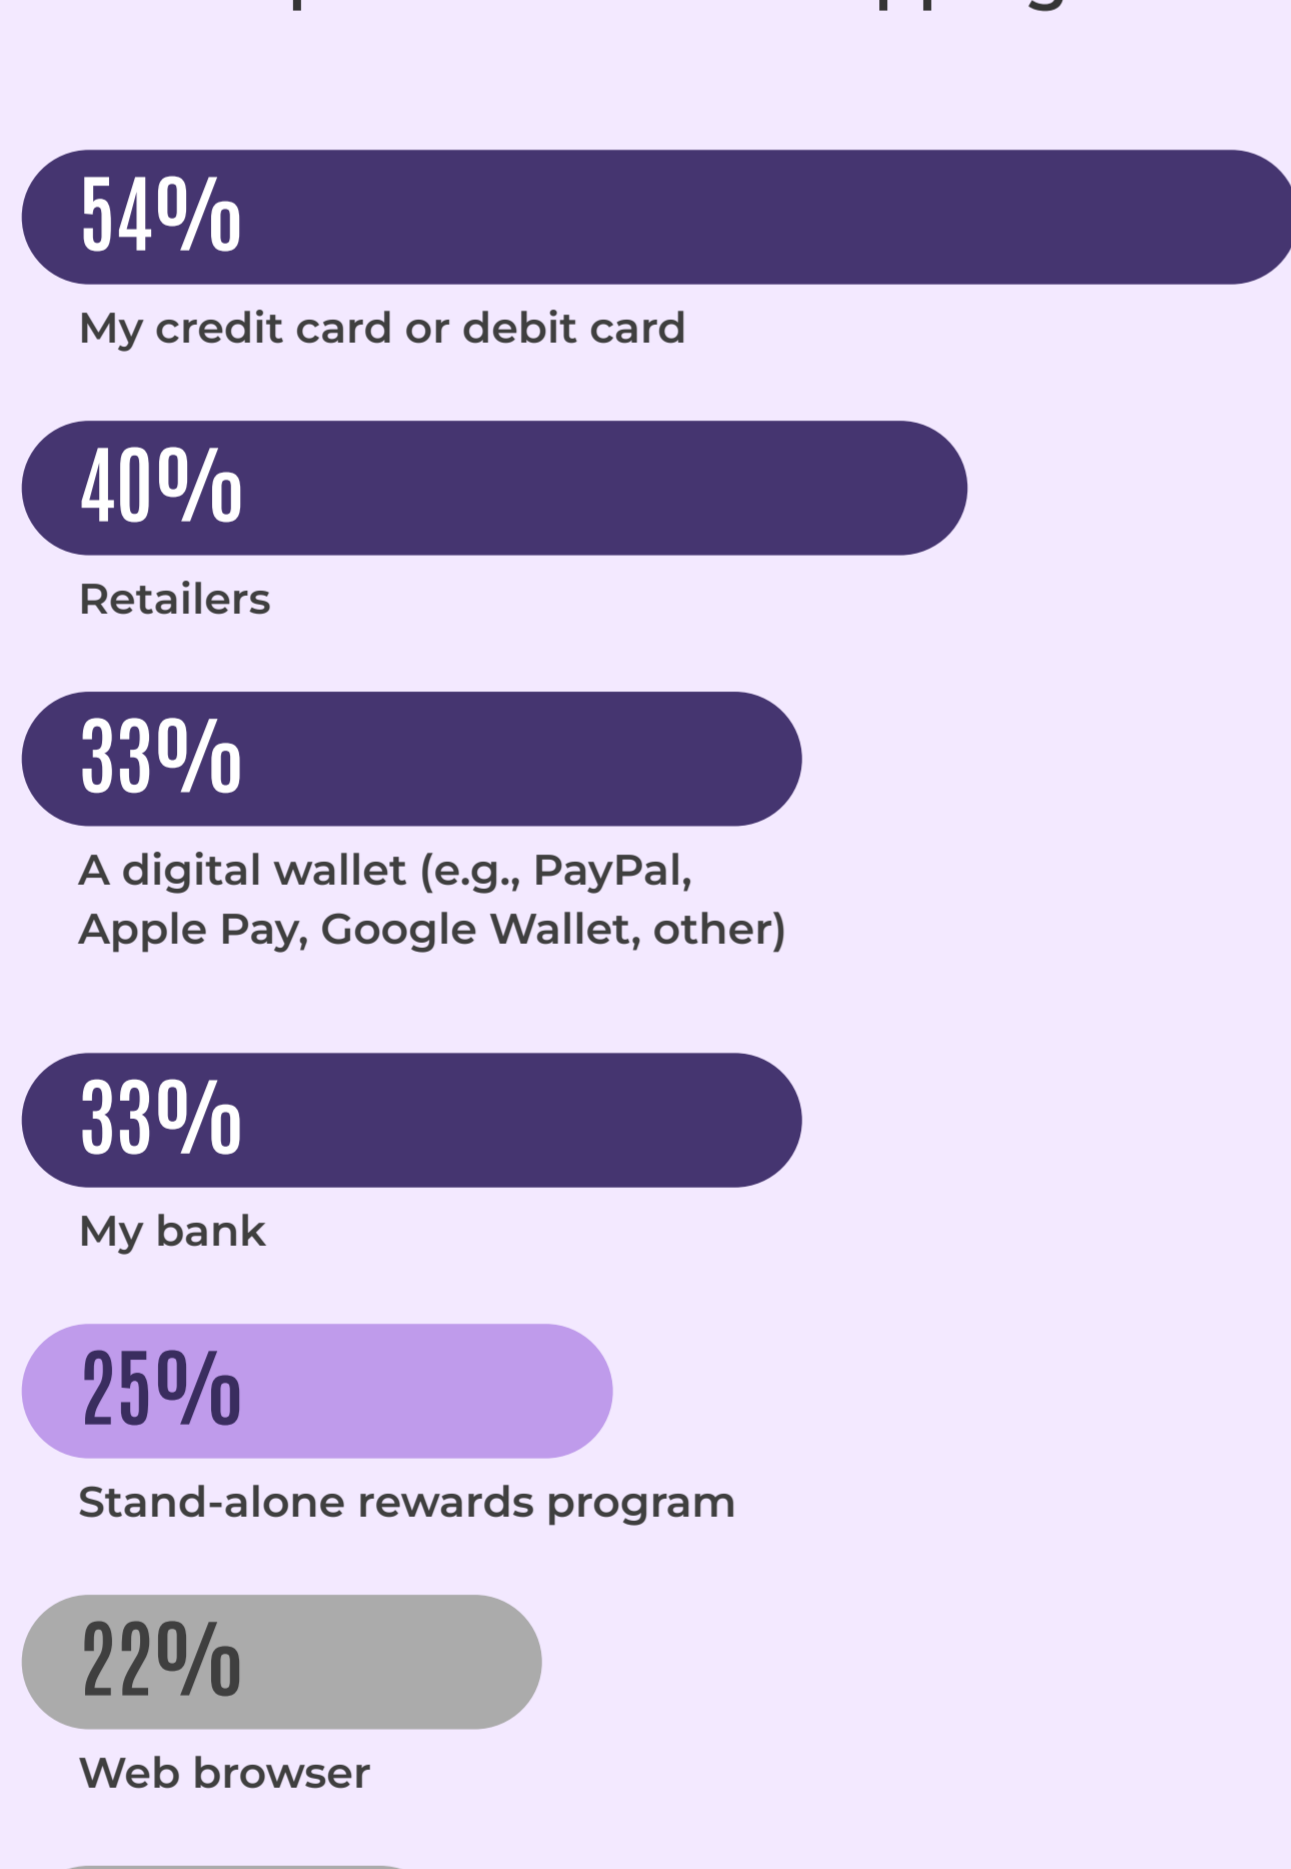 54%
My credit card or debit card
40%
Retailers
33%
A digital wallet (e.g., PayPal,
Apple Pay, Google Wallet, other)
33%
My bank
25%
Stand-alone rewards program
22%
Web browser